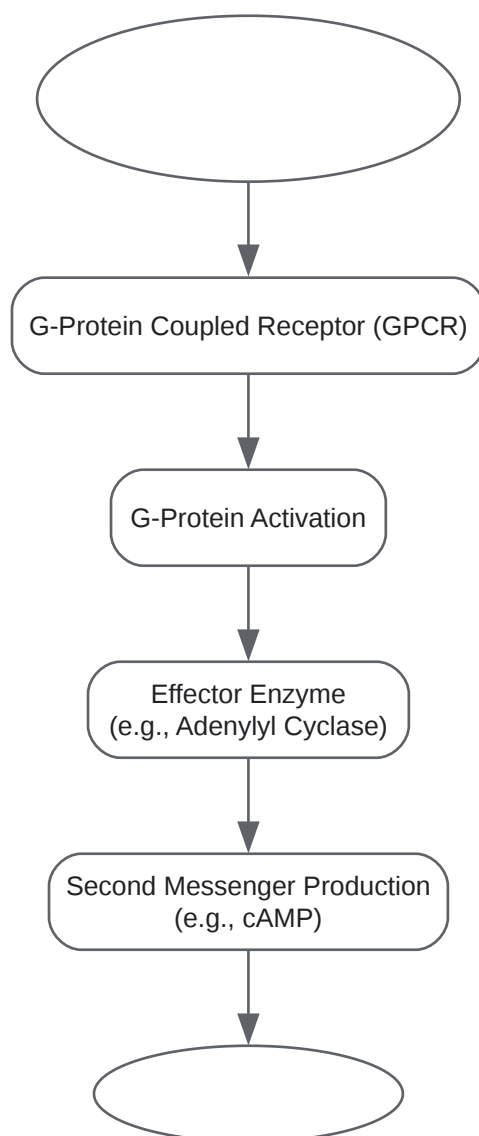 G-Protein Coupled Receptor (GPCR)
G-Protein Activation
Effector Enzyme
(e.g., Adenylyl Cyclase)
Second Messenger Production
(e.g., cAMP)